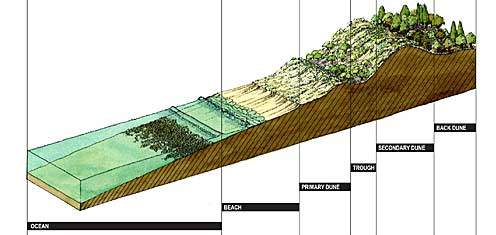 BACK DUNE
SECONDARY DUNE
TROUGH
PRIMARY DUNE
BEACH
OCEAN